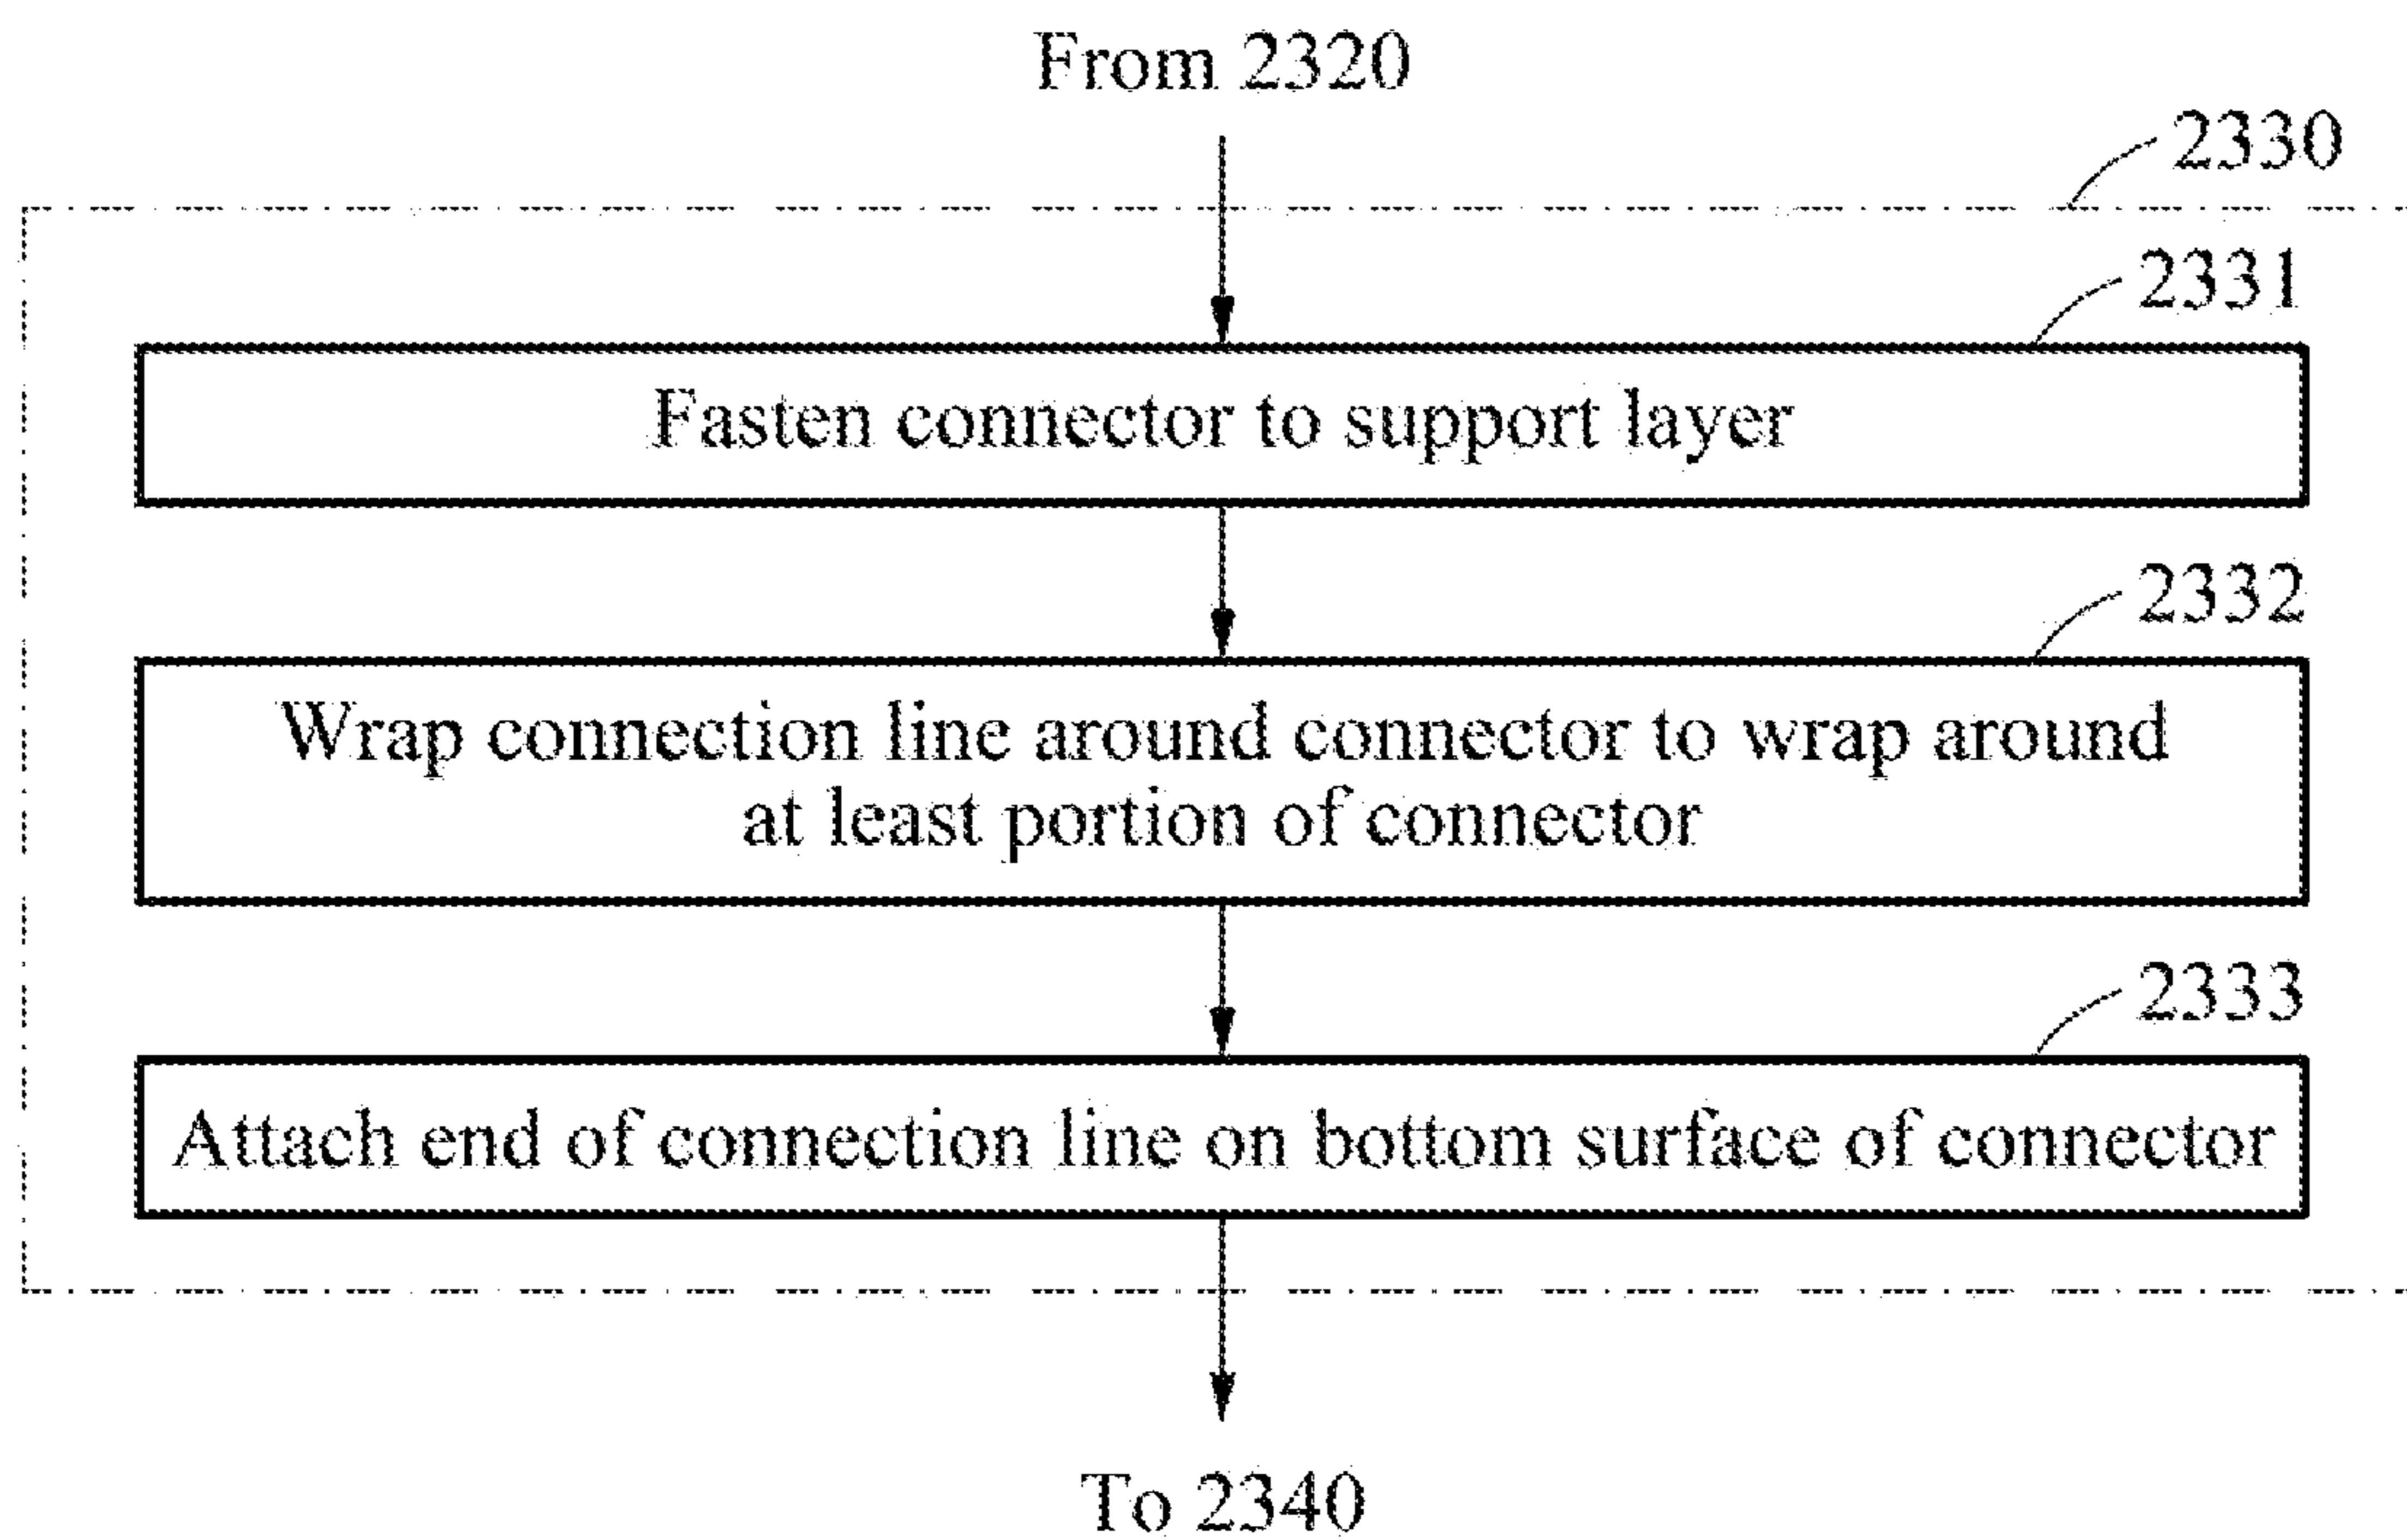 From 2320
2330
2331
Fasten connector to support layer
2332
Wrap connection line around connector to wrap around
at least portion of connector
2333
Attach end of connection line on bottom surface of connector
To 2340